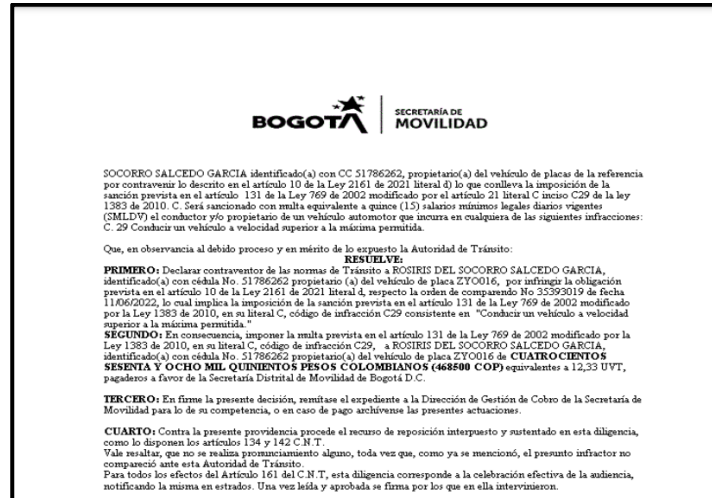 BOGOTÁ
SECRETARÍA DE
MOVILIDAD
SOCORRO SALCEDO GARCIA identificado(a) con CC 51786262, propietario(a) del vehículo de placas de la referencia
por contravenir lo descrito en el artículo 10 de la Ley 2161 de 2021 literal d) lo que conlleva la imposición de la
sanción prevista en el artículo  131 de la Ley 769 de 2002 modificado por el artículo 21 literal C inciso C29 de la ley
1383 de 2010. C. Será sancionado con multa equivalente a quince (15) salarios mínimos legales diarios vigentes
(SMLDV) el conductor y/o propietario de un vehículo automotor que incurra en cualquiera de las siguientes infracciones:
C. 29 Conducir un vehículo a velocidad superior a la máxima permitida.
Que, en observancia al debido proceso y en mérito de lo expuesto la Autoridad de Tránsito:
RESUELVE:
PRIMERO: Declarar contraventor de las normas de Tránsito a ROSIRIS DEL SOCORRO SALCEDO GARCIA,
identificado(a) con cédula No. 51786262 propietario (a) del vehículo de placa ZYO016,  por infringir la obligación
prevista en el artículo 10 de la Ley 2161 de 2021 literal d, respecto la orden de comparendo No 35393019 de fecha
11/06/2022, lo cual implica la imposición de la sanción prevista en el artículo 131 de la Ley 769 de 2002 modificado
por la Ley 1383 de 2010, en su literal C, código de infracción C29 consistente en  "Conducir un vehículo a velocidad
superior a la máxima permitida."
SEGUNDO: En consecuencia, imponer la multa prevista en el artículo 131 de la Ley 769 de 2002 modificado por la
Ley 1383 de 2010, en su literal C, código de infracción C29,   a ROSIRIS DEL SOCORRO SALCEDO GARCIA,
identificado(a) con cédula No. 51786262 propietario(a) del vehículo de placa ZYO016 de CUATROCIENTOS
SESENTA Y OCHO MIL QUINIENTOS PESOS COLOMBIANOS (468500 COP) equivalentes a 12,33 UVT,
pagaderos a favor de la Secretaría Distrital de Movilidad de Bogotá D.C.
TERCERO: En firme la presente decisión, remítase el expediente a la Dirección de Gestión de Cobro de la Secretaría de
Movilidad para lo de su competencia, o en caso de pago archívense las presentes actuaciones.
CUARTO: Contra la presente providencia procede el recurso de reposición interpuesto y sustentado en esta diligencia,
como lo disponen los artículos 134 y 142 C.N.T.
Vale resaltar, que no se realiza pronunciamiento alguno, toda vez que, como ya se mencionó, el presunto infractor no
compareció ante esta Autoridad de Tránsito.
Para todos los efectos del Artículo 161 del C.N.T, esta diligencia corresponde a la celebración efectiva de la audiencia,
notificando la misma en estrados. Una vez leída y aprobada se firma por los que en ella intervinieron.